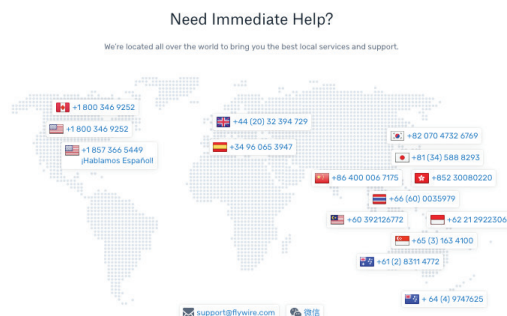 Need Immediate Help?
We're located all over the world to bring you the best local services and support.
+1 800 346 9252
+44 (20) 32 394 729
+1 800 346 9252
+82 070 4732 6769
+34 96 065 3947
+1 857 366 5449
¡Hablamos Español!
+81 (34) 588 8293
+86 400 006 7175
+852 30080220
+66 (60) 0035979
+60 392126772
+62 21 2922306
+65 (3) 163 4100
+61 (2) 8311 4772
+ 64 (4) 9747625
support@flywire.com
微信